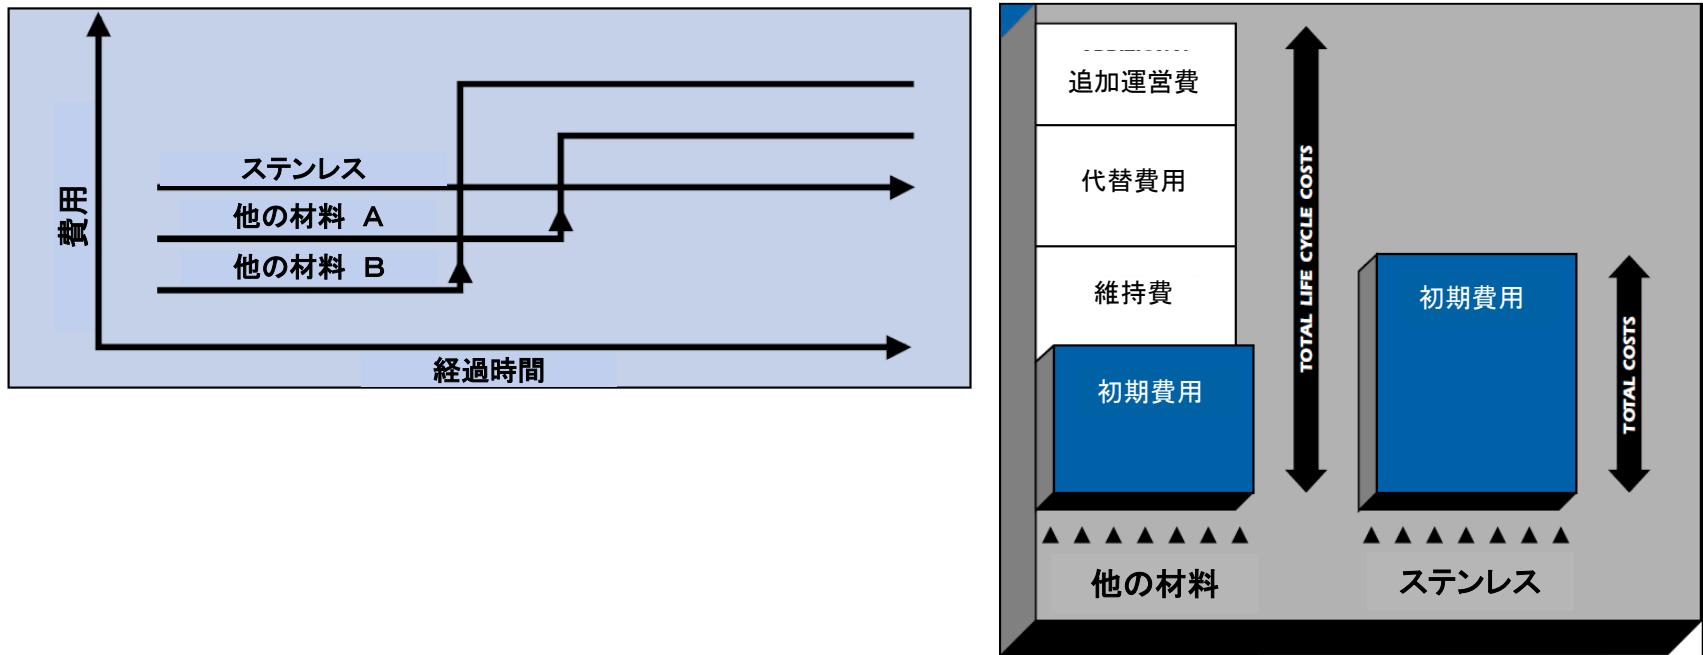 費用
ステンレス
他の材料 A
他の材料 B
経過時間
追加運営費
代替費用
維持費
初期費用
TOTAL LIFE CYCLE COSTS
初期費用
TOTAL COSTS
他の材料
ステンレス